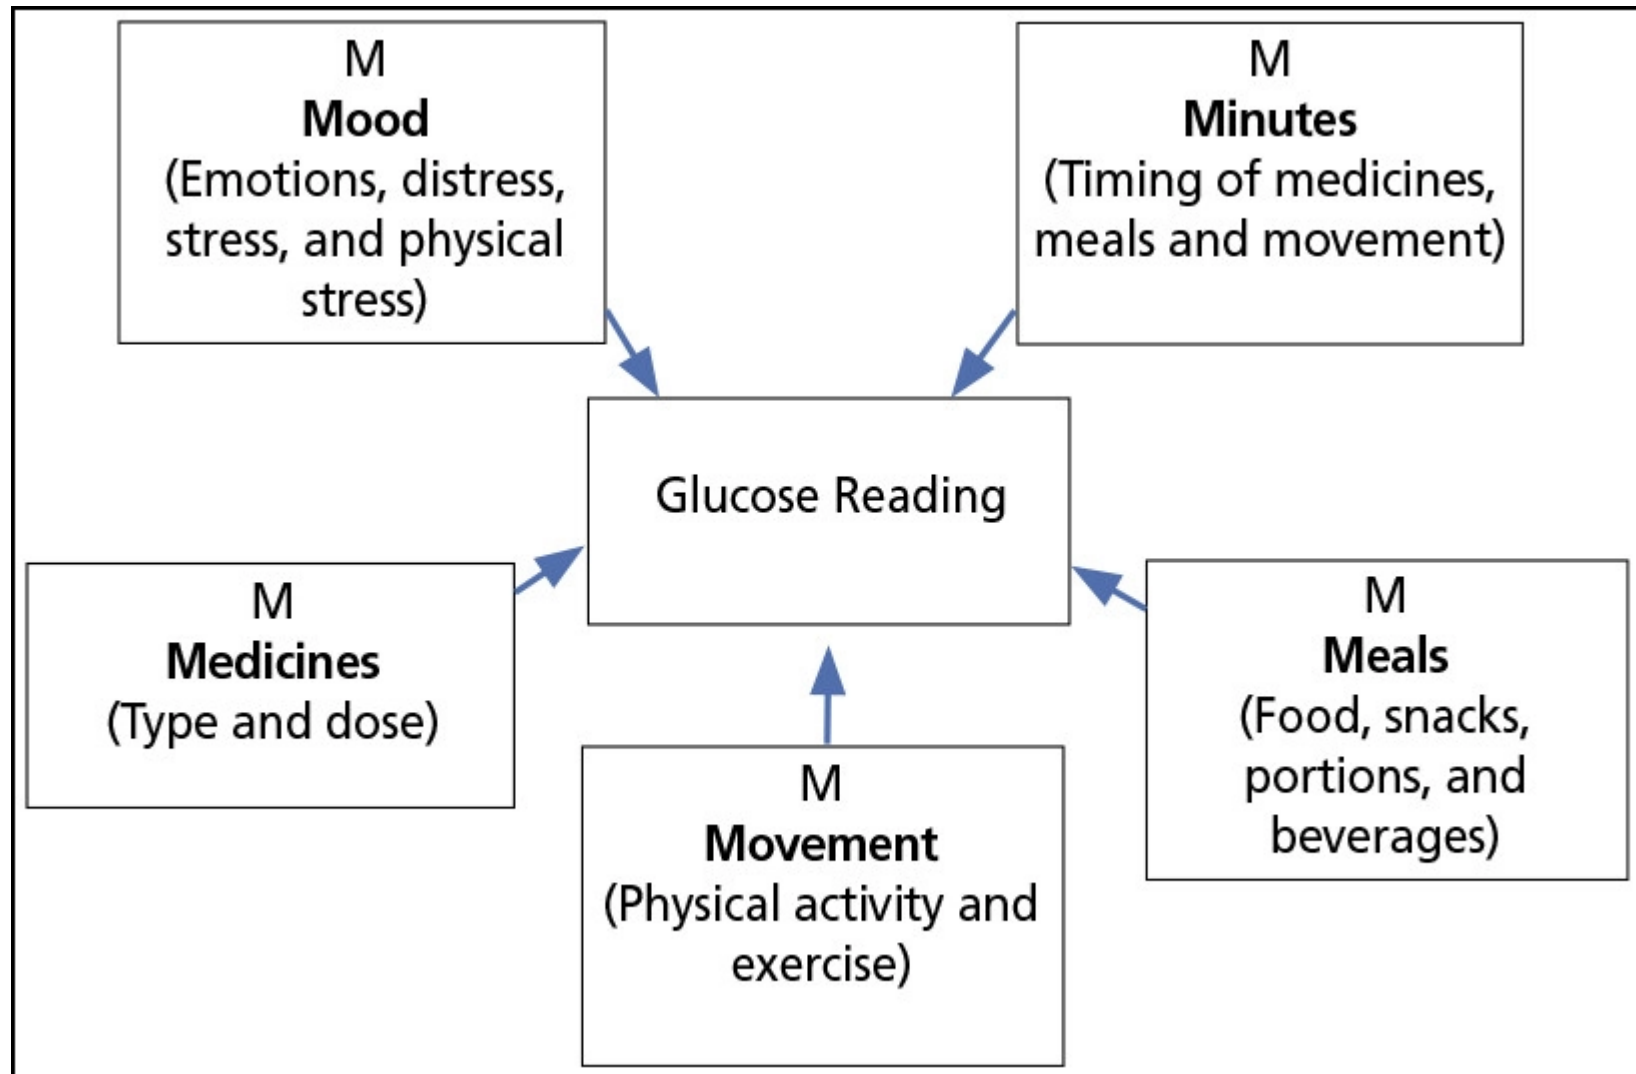 M
Mood
(Emotions, distress,
stress, and physical
stress)
M
Minutes
(Timing of medicines,
meals and movement)
Glucose Reading
M
Medicines
(Type and dose)
M
Movement
(Physical activity and
exercise)
M
Meals
(Food, snacks,
portions, and
beverages)